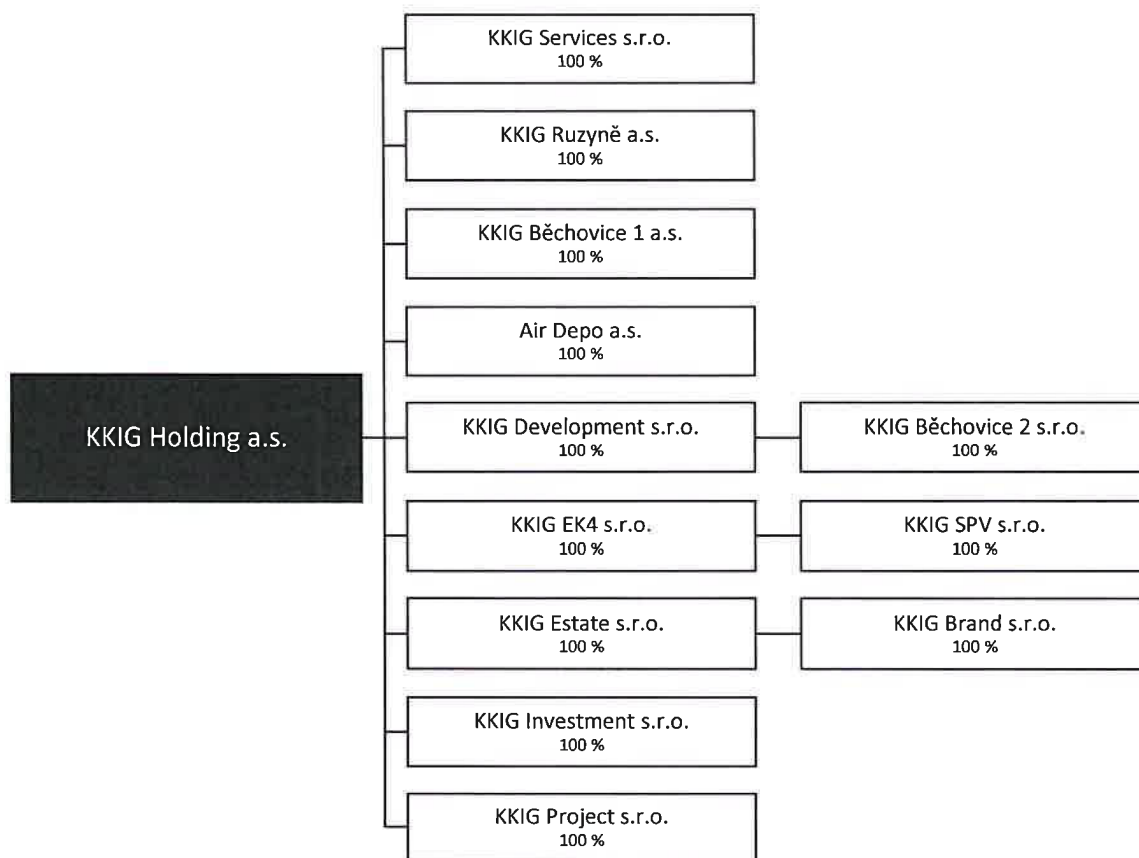 KKIG Services s.r.o.
100 %
KKIG Ruzyně a.s.
100 %
KKIG Běchovice 1 a.s.
100 %
Air Depo a.s.
100 %
KKIG Holding a.s.
KKIG Development s.r.o.
100 %
KKIG Běchovice 2 s.r.o.
100 %
KKIG EK4 s.r.o.
100 %
KKIG SPV s.r.o.
100 %
KKIG Estate s.r.o.
100 %
KKIG Brand s.r.o.
100 %
KKIG Investment s.r.o.
100 %
KKIG Project s.r.o.
100 %